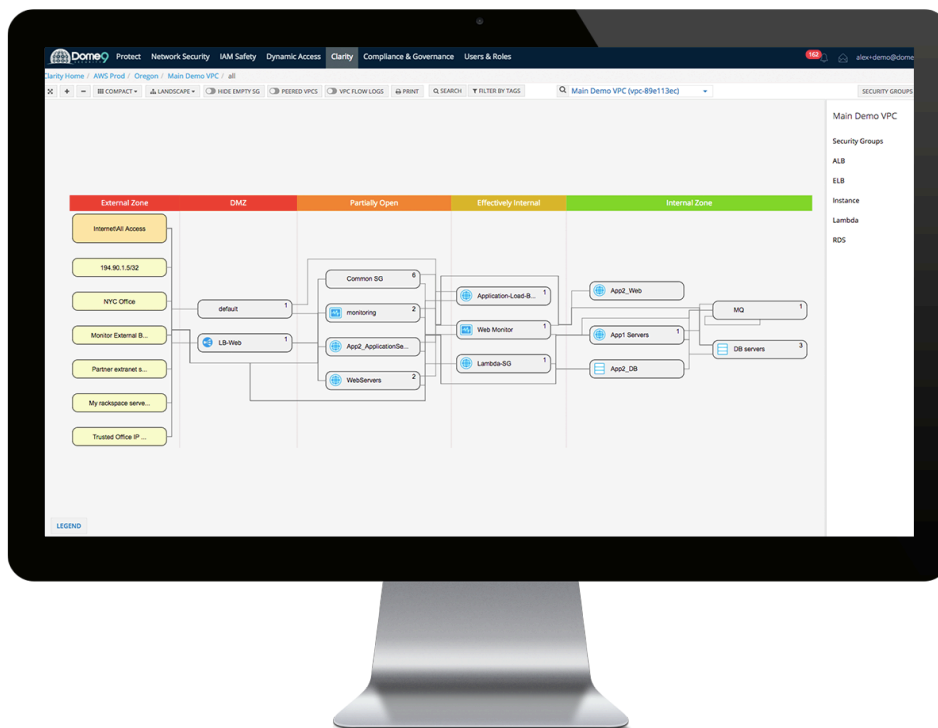 Dome9 Protect Network Security IAM Safety Dynamic Access Clarity Compliance & Governance Users & Roles 162 alex+demo@dome
Clarity Home / AWS Prod / Oregon / Main Demo VPC / all
+ - COMPACT LANDSCAPE HIDE EMPTY SG PEERED VPCS VPC FLOW LOGS PRINT SEARCH FILTER BY TAGS Main Demo VPC (vpc-89e113ec) SECURITY GROUPS
Main Demo VPC
Security Groups
ALB
ELB
Instance
Lambda
RDS
External Zone DMZ Partially Open Effectively Internal Internal Zone
Internet\All Access
194.90.1.5/32
NYC Office
Monitor External B...
Partner extranet s...
My rackspace serve...
Trusted Office IP ...
default 1
LB-Web 1
Common SG 6
monitoring 2
App2_ApplicationSe...
WebServers 2
Application-Load-B... 1
Web Monitor 1
Lambda-SG 1
App2_Web
App1 Servers 1
App2_DB
MQ 1
DB servers 3
LEGEND